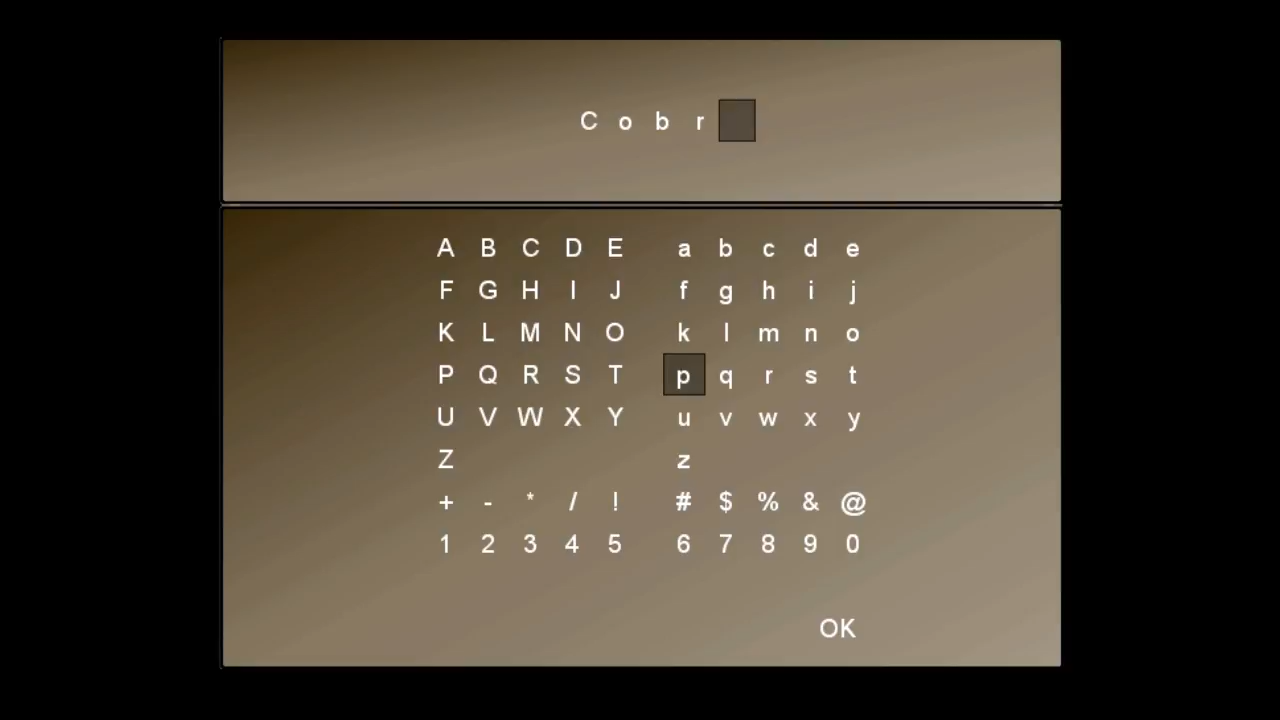 C o b r
A B C D E a b c d e
F G H I J f g h i j
K L M N O k l m n o
P Q R S T p q r s t
U V W X Y u v w x y
Z z
+ - * / ! # $ % & @
1 2 3 4 5 6 7 8 9 0
OK